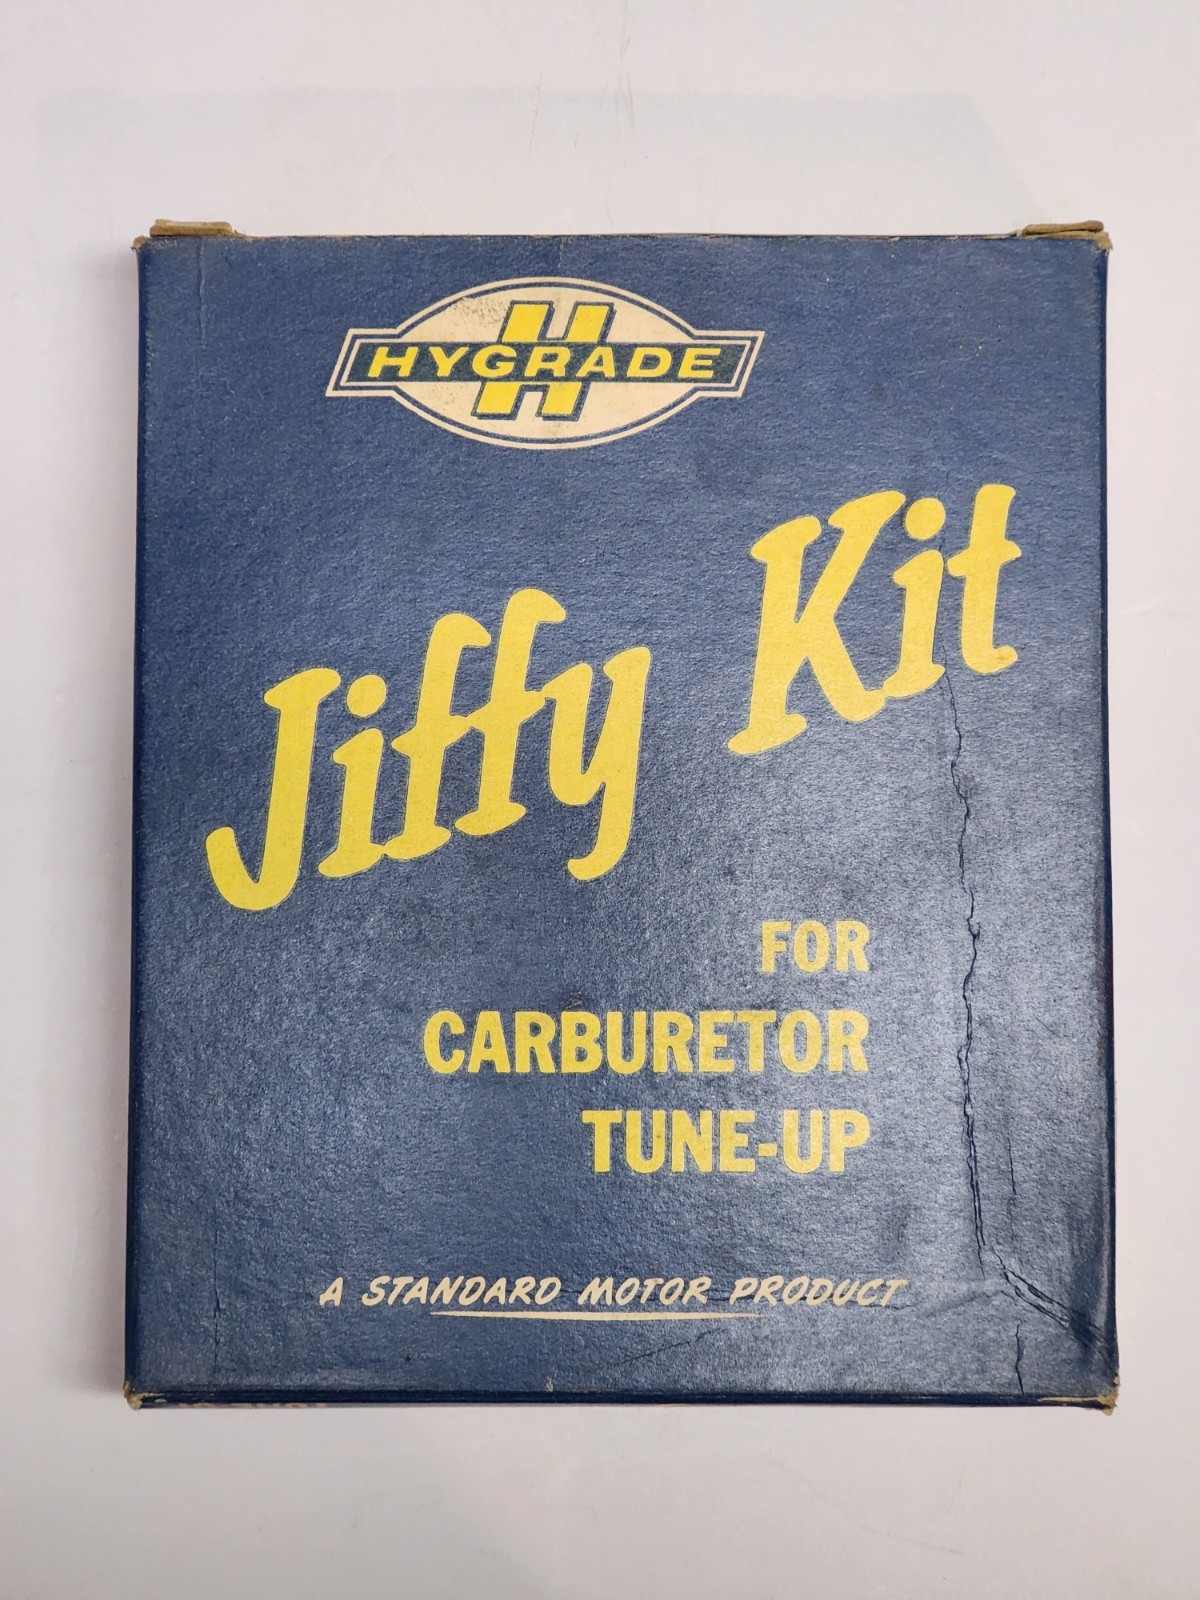 H
HYGRADE
Jiffy Kit
FOR
CARBURETOR
TUNE-UP
A STANDARD MOTOR PRODUCT